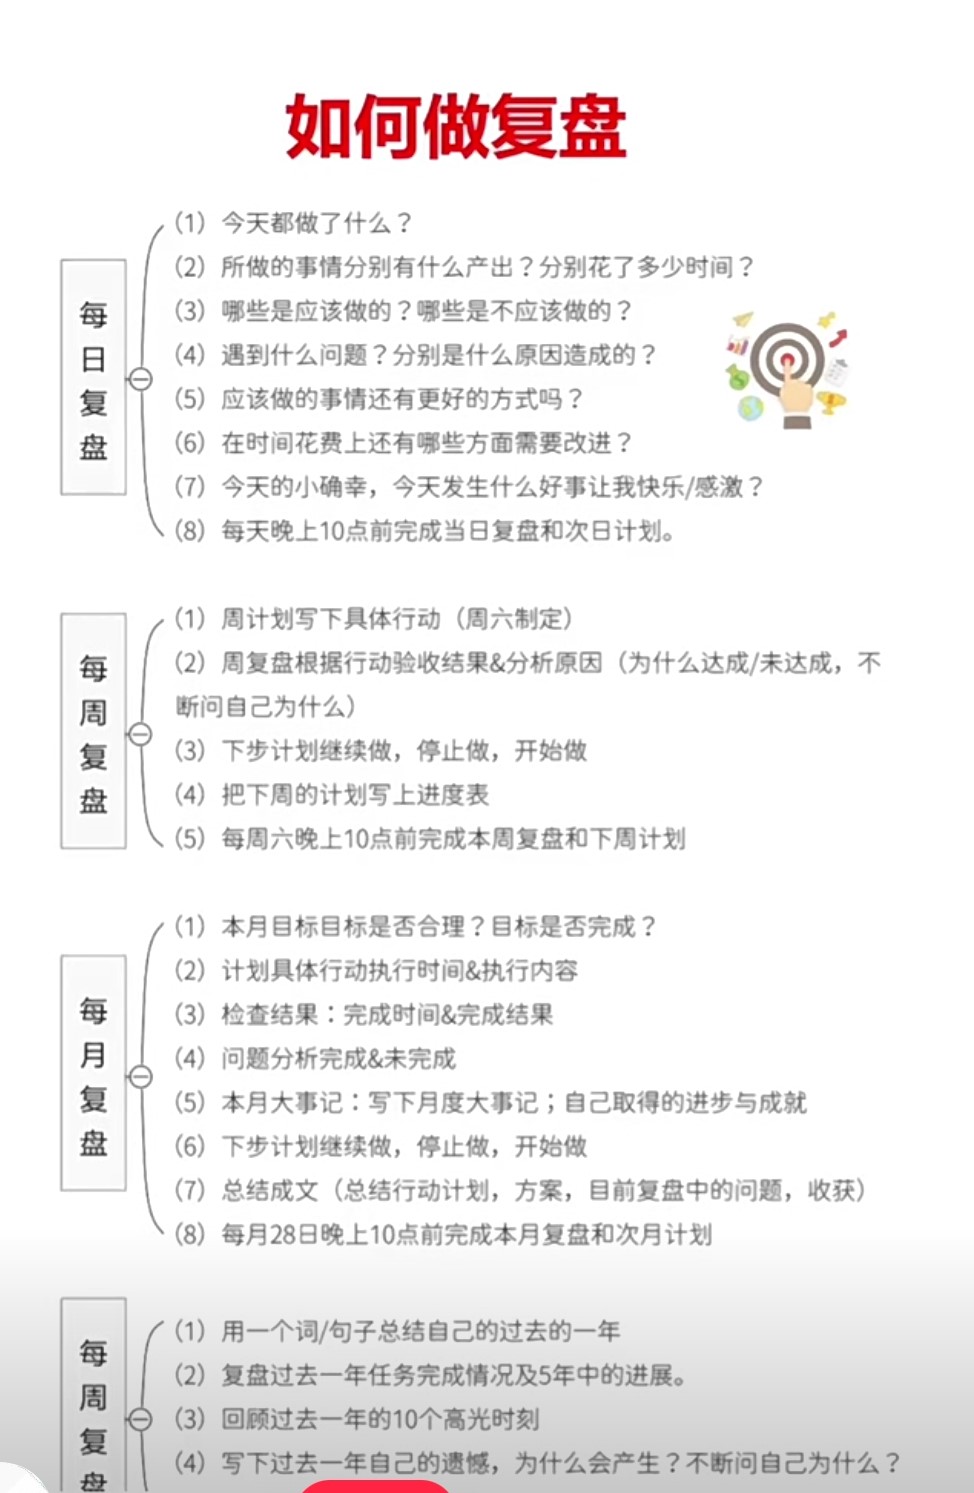 如何做复盘
每日复盘
（1）今天都做了什么？
（2）所做的事情分别有什么产出？分别花了多少时间？
（3）哪些是应该做的？哪些是不应该做的？
（4）遇到什么问题？分别是什么原因造成的？
（5）应该做的事情还有更好的方式吗？
（6）在时间花费上还有哪些方面需要改进？
（7）今天的小确幸，今天发生什么好事让我快乐/感激？
（8）每天晚上10点前完成当日复盘和次日计划。
每周复盘
（1）周计划写下具体行动（周六制定）
（2）周复盘根据行动验收结果&分析原因（为什么达成/未达成，不
断问自己为什么）
（3）下步计划继续做，停止做，开始做
（4）把下周的计划写上进度表
（5）每周六晚上10点前完成本周复盘和下周计划
每月复盘
（1）本月目标目标是否合理？目标是否完成？
（2）计划具体行动执行时间&执行内容
（3）检查结果：完成时间&完成结果
（4）问题分析完成&未完成
（5）本月大事记：写下月度大事记；自己取得的进步与成就
（6）下步计划继续做，停止做，开始做
（7）总结成文（总结行动计划，方案，目前复盘中的问题，收获）
（8）每月28日晚上10点前完成本月复盘和次月计划
每周复盘
（1）用一个词/句子总结自己的过去的一年
（2）复盘过去一年任务完成情况及5年中的进展。
（3）回顾过去一年的10个高光时刻
（4）写下过去一年自己的遗憾，为什么会产生？不断问自己为什么？